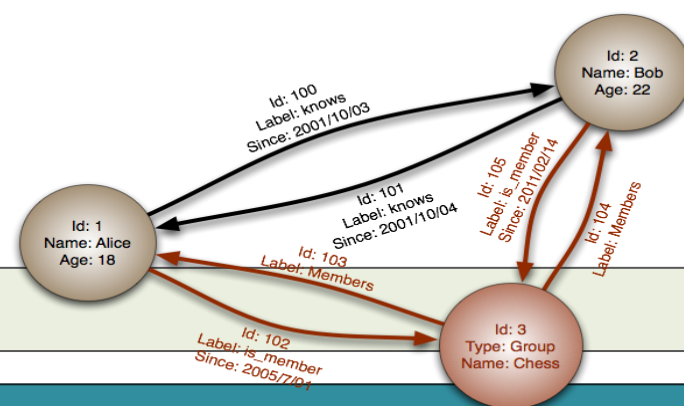 Id: 2
Name: Bob
Age: 22
Id: 100
Label: knows
Since: 2001/10/03
Id: 105
Label: is_member
Since: 2011/02/14
Id: 101
Label: knows
Since: 2001/10/04
Id: 104
Label: Members
Id: 1
Name: Alice
Age: 18
Id: 103
Label: Members
Id: 102
Label: is_member
Since: 2005/7/01
Id: 3
Type: Group
Name: Chess